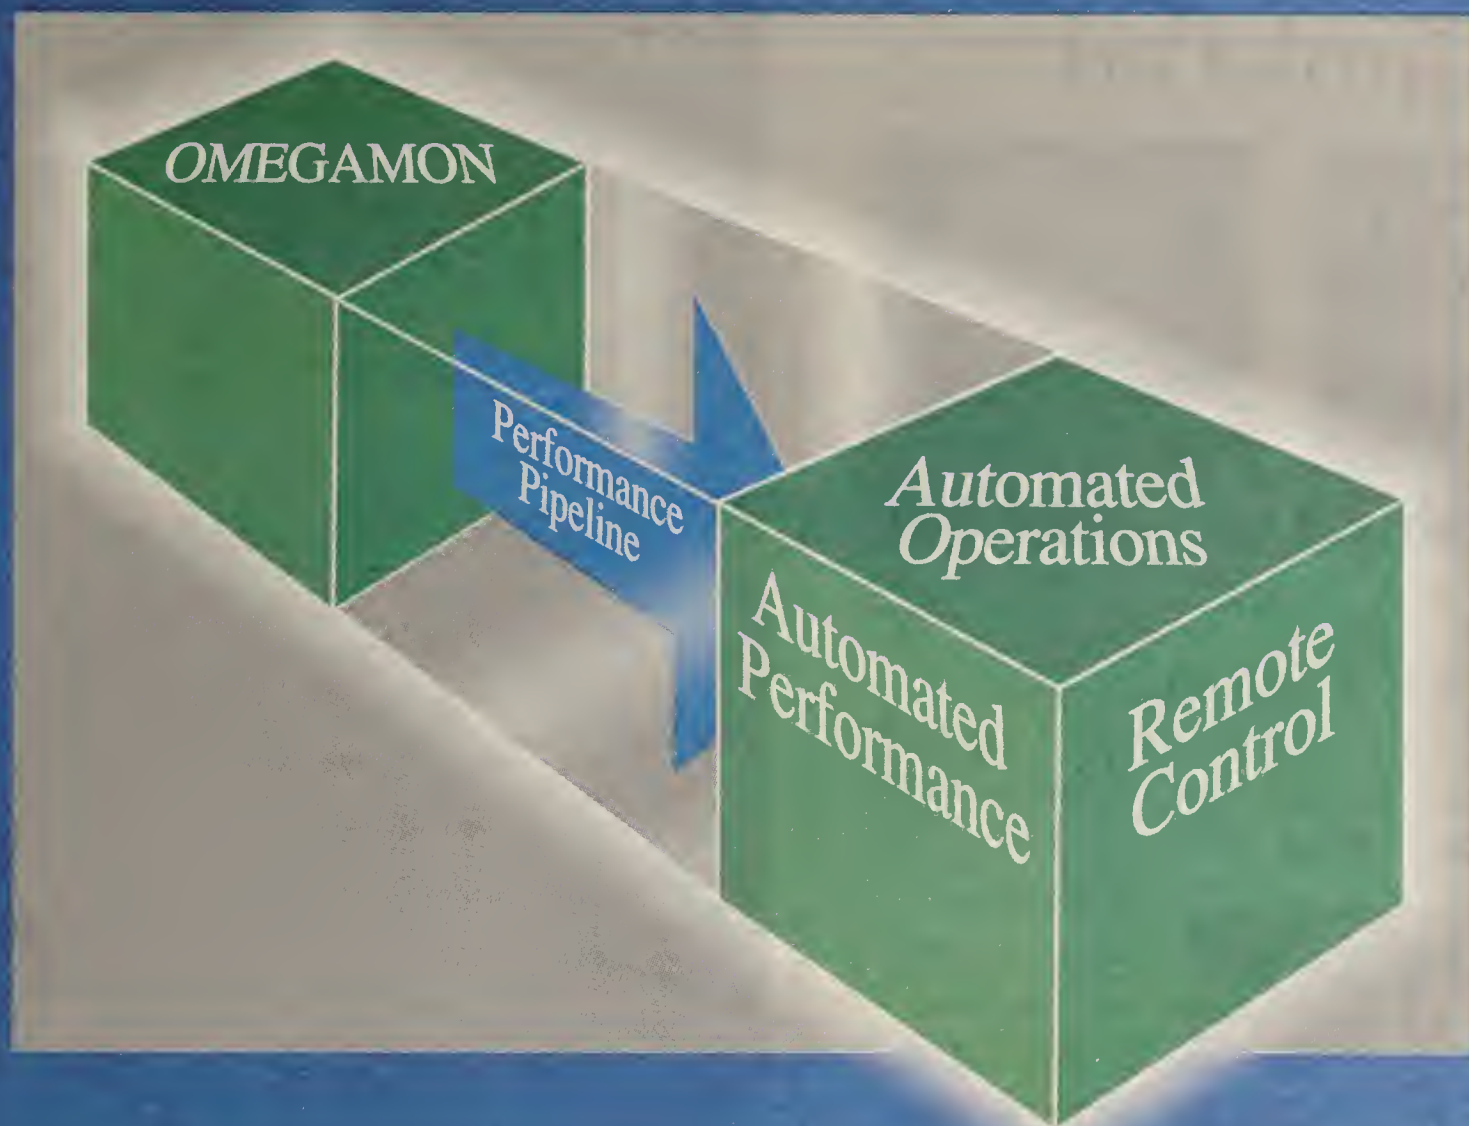 OMEGAMON
Performance
Pipeline
Automated
Operations
Automated
Performance
Remote
Control